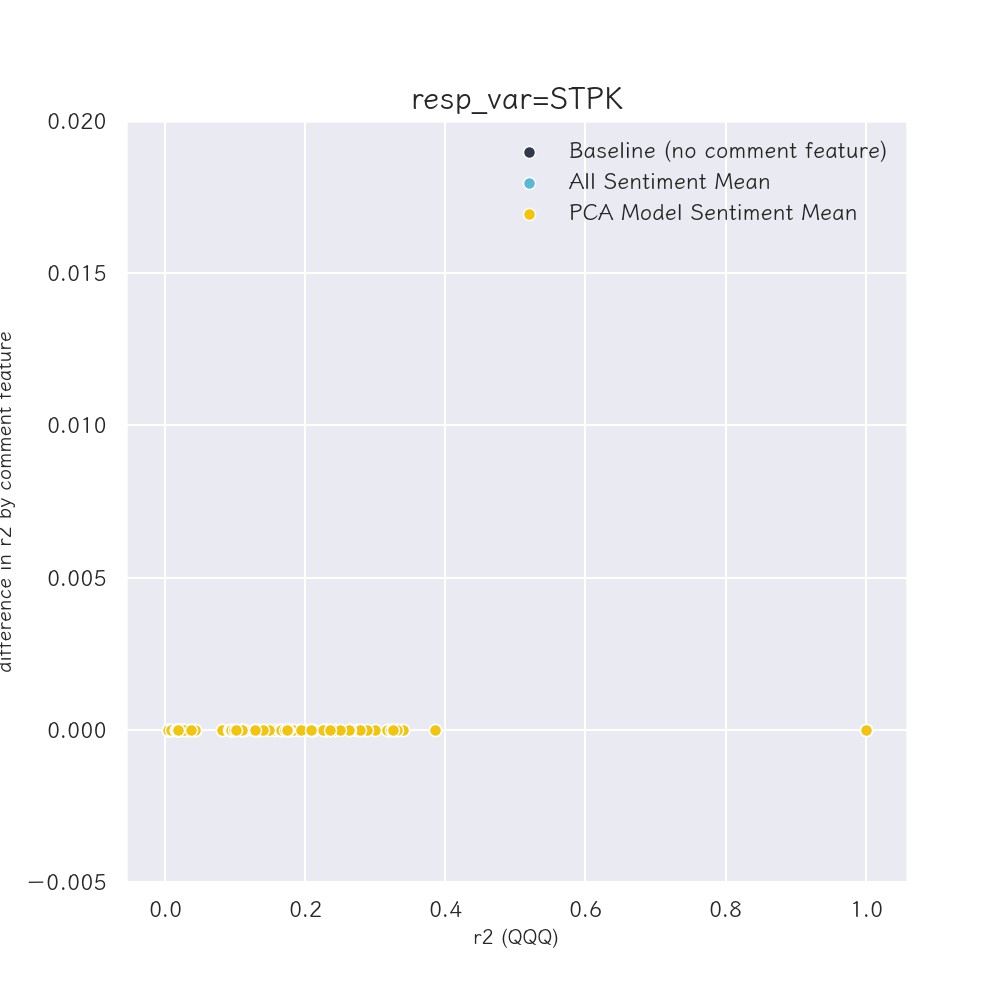 resp_var=STPK
0.020
0.015
0.010
0.005
0.000
−0.005
difference in r2 by comment feature
Baseline (no comment feature)
All Sentiment Mean
PCA Model Sentiment Mean
0.0 0.2 0.4 0.6 0.8 1.0
r2 (QQQ)